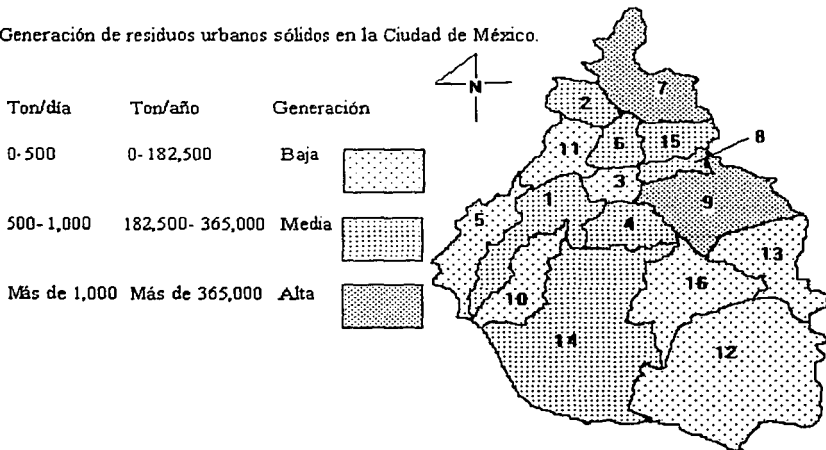 Generación de residuos urbanos sólidos en la Ciudad de México.
N
Ton/día Ton/año Generación
0-500 0-182,500 Baja
500-1,000 182,500-365,000 Media
Más de 1,000 Más de 365,000 Alta
7
2
8
11 6 15
3
1 9
5 4
13
10 16
14 12